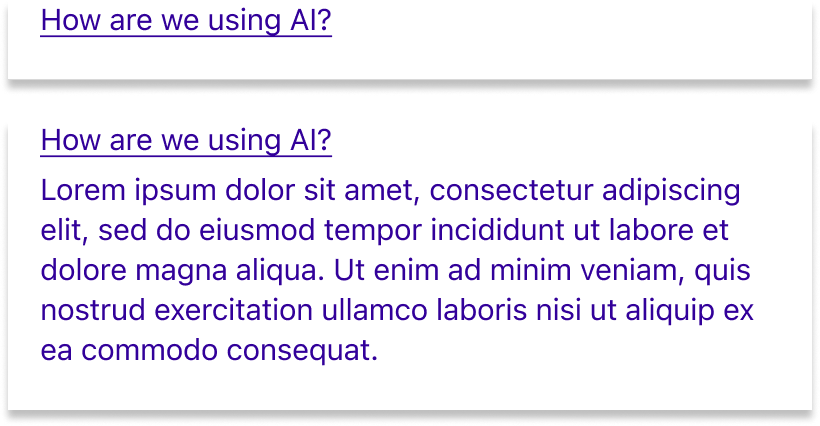 How are we using AI?
How are we using AI?
Lorem ipsum dolor sit amet, consectetur adipiscing
elit, sed do eiusmod tempor incididunt ut labore et
dolore magna aliqua. Ut enim ad minim veniam, quis
nostrud exercitation ullamco laboris nisi ut aliquip ex
ea commodo consequat.